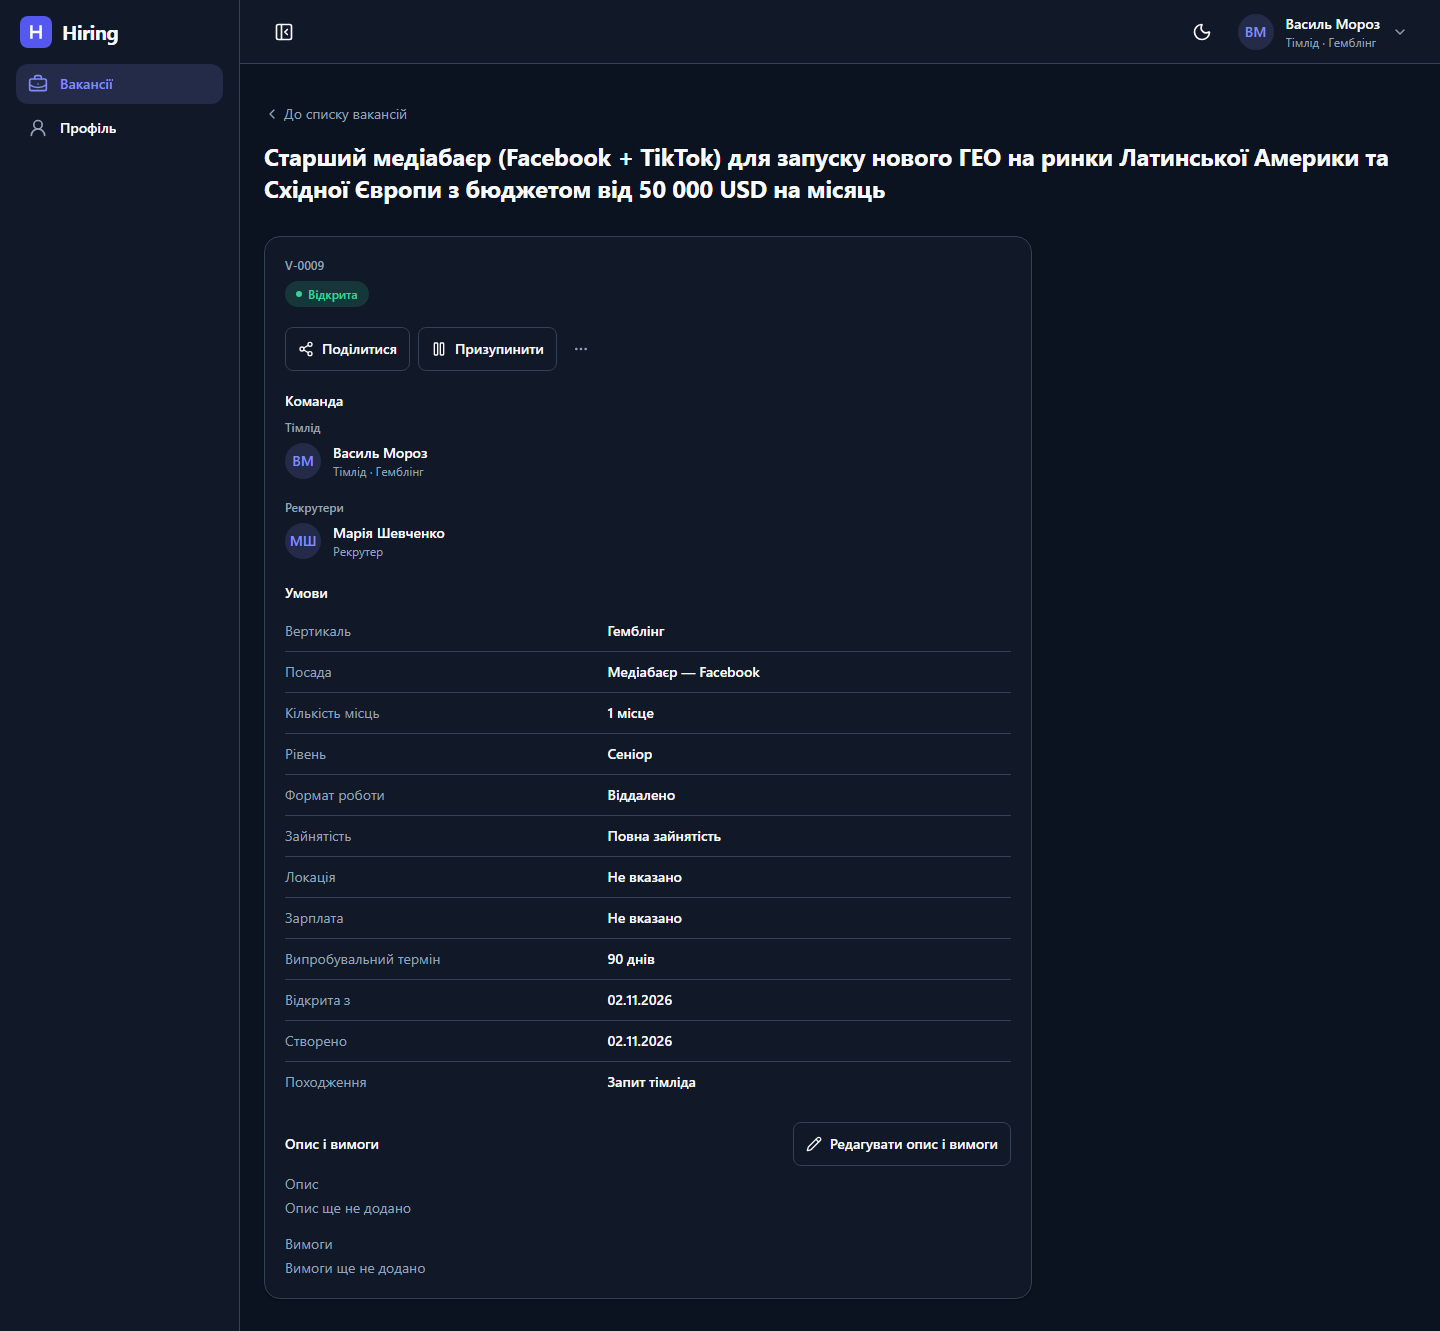 H Hiring
Вакансії
Профіль
ВМ
Василь Мороз
Тімлід · Гемблінг
До списку вакансій
Старший медіабаєр (Facebook + TikTok) для запуску нового ГЕО на ринки Латинської Америки та
Східної Європи з бюджетом від 50 000 USD на місяць
V-0009
Відкрита
Поділитися
Призупинити
Команда
Тімлід
ВМ
Василь Мороз
Тімлід · Гемблінг
Рекрутери
МШ
Марія Шевченко
Рекрутер
Умови
Вертикаль Гемблінг
Посада Медіабаєр — Facebook
Кількість місць 1 місце
Рівень Сеніор
Формат роботи Віддалено
Зайнятість Повна зайнятість
Локація Не вказано
Зарплата Не вказано
Випробувальний термін 90 днів
Відкрита з 02.11.2026
Створено 02.11.2026
Походження Запит тімліда
Опис і вимоги
Редагувати опис і вимоги
Опис
Опис ще не додано
Вимоги
Вимоги ще не додано